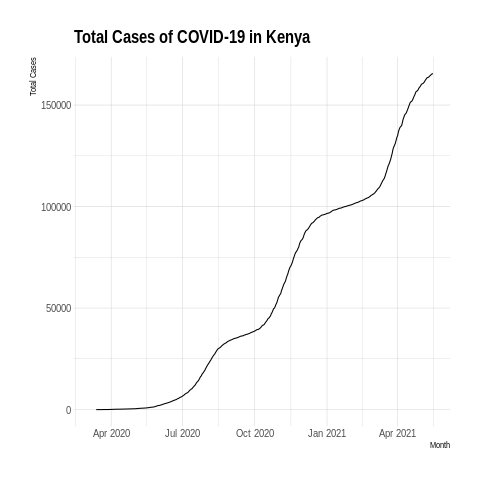 Total Cases of COVID-19 in Kenya
Total Cases
150000
100000
50000
0
Apr 2020 Jul 2020 Oct 2020 Jan 2021 Apr 2021
Month